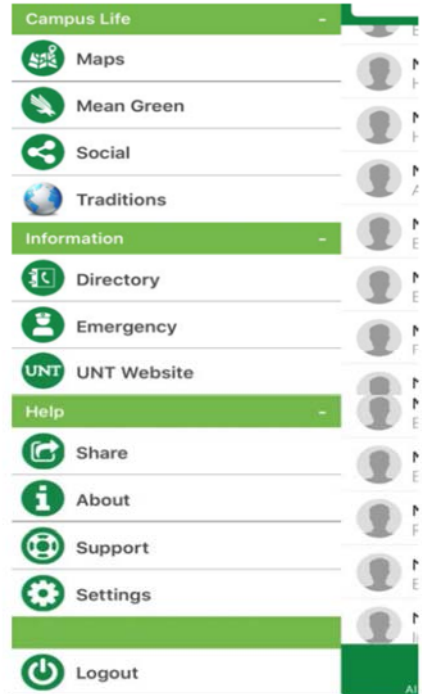 Campus Life -
Maps
Mean Green
Social
Traditions
Information -
Directory
Emergency
UNT UNT Website
Help -
Share
About
Support
Settings
Logout